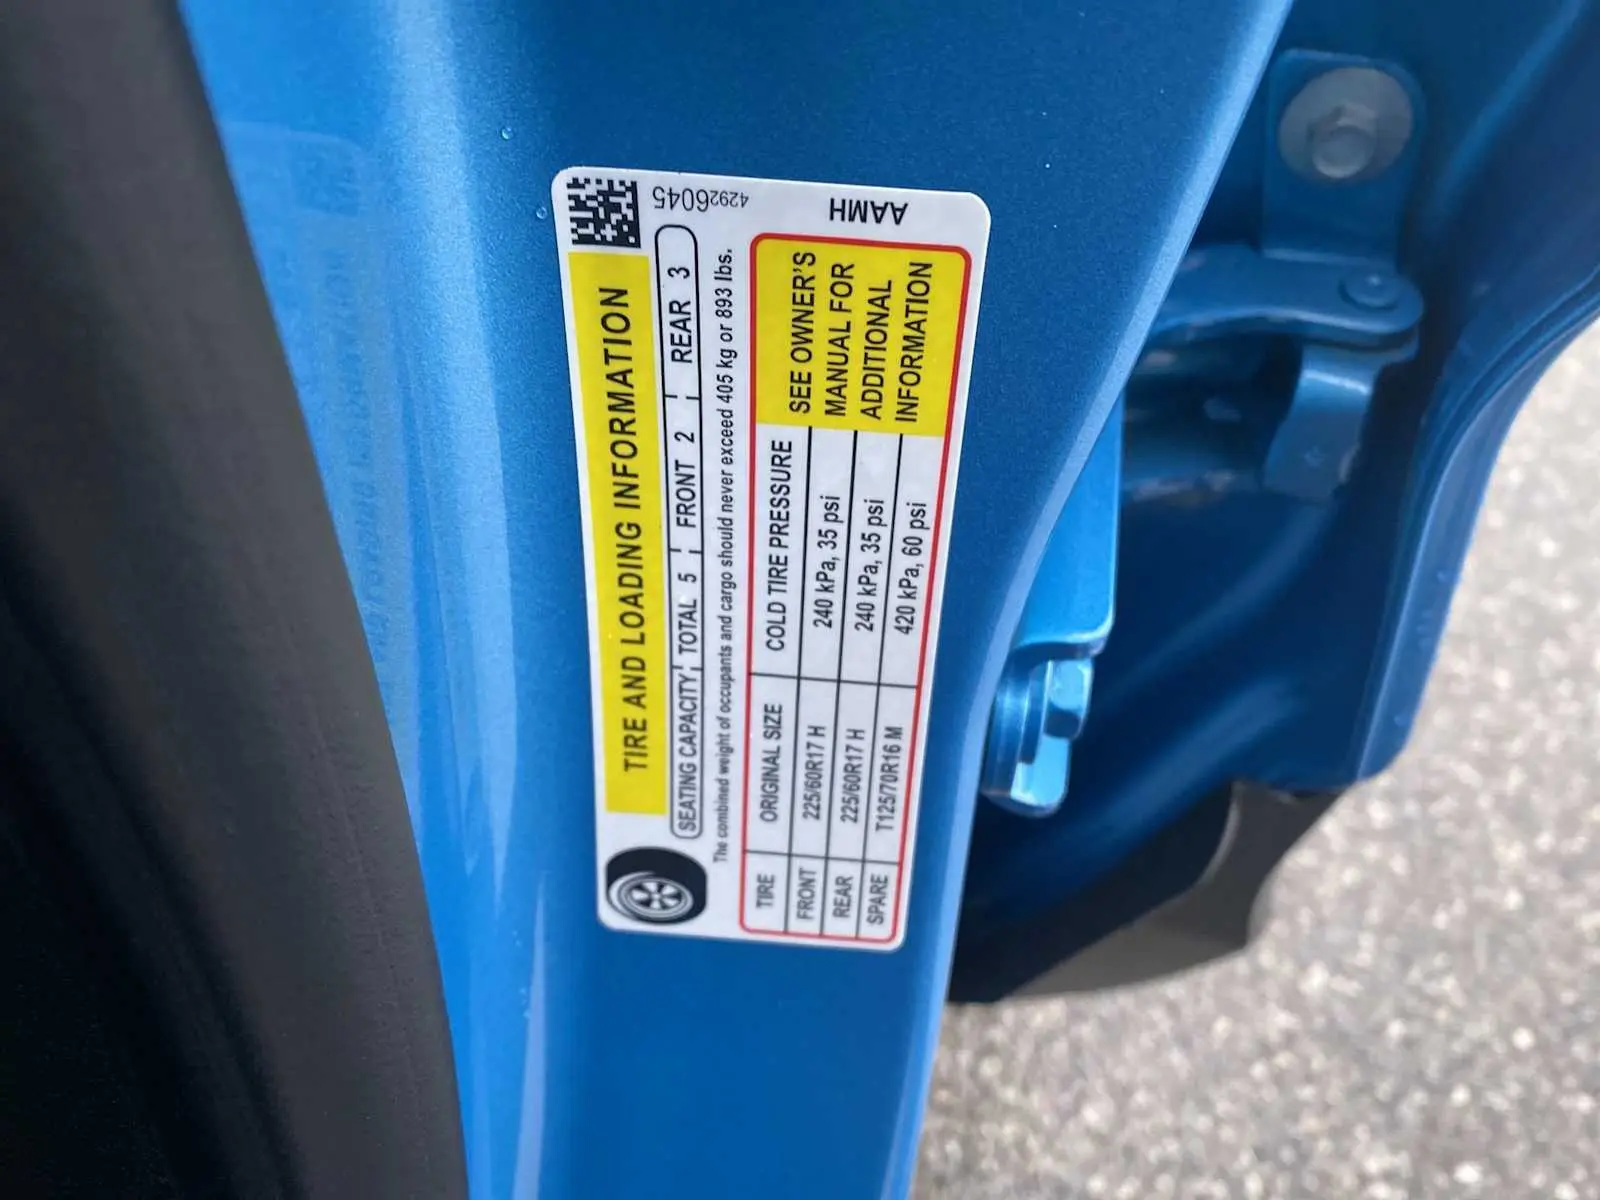 42926045
AAMH
TIRE AND LOADING INFORMATION
SEATING CAPACITY TOTAL 5 FRONT 2 REAR 3
The combined weight of occupants and cargo should never exceed 405 kg or 893 lbs.
TIRE ORIGINAL SIZE COLD TIRE PRESSURE
FRONT 225/60R17 H 240 kPa, 35 psi
REAR 225/60R17 H 240 kPa, 35 psi
SPARE T125/70R16 M 420 kPa, 60 psi
SEE OWNER'S
MANUAL FOR
ADDITIONAL
INFORMATION